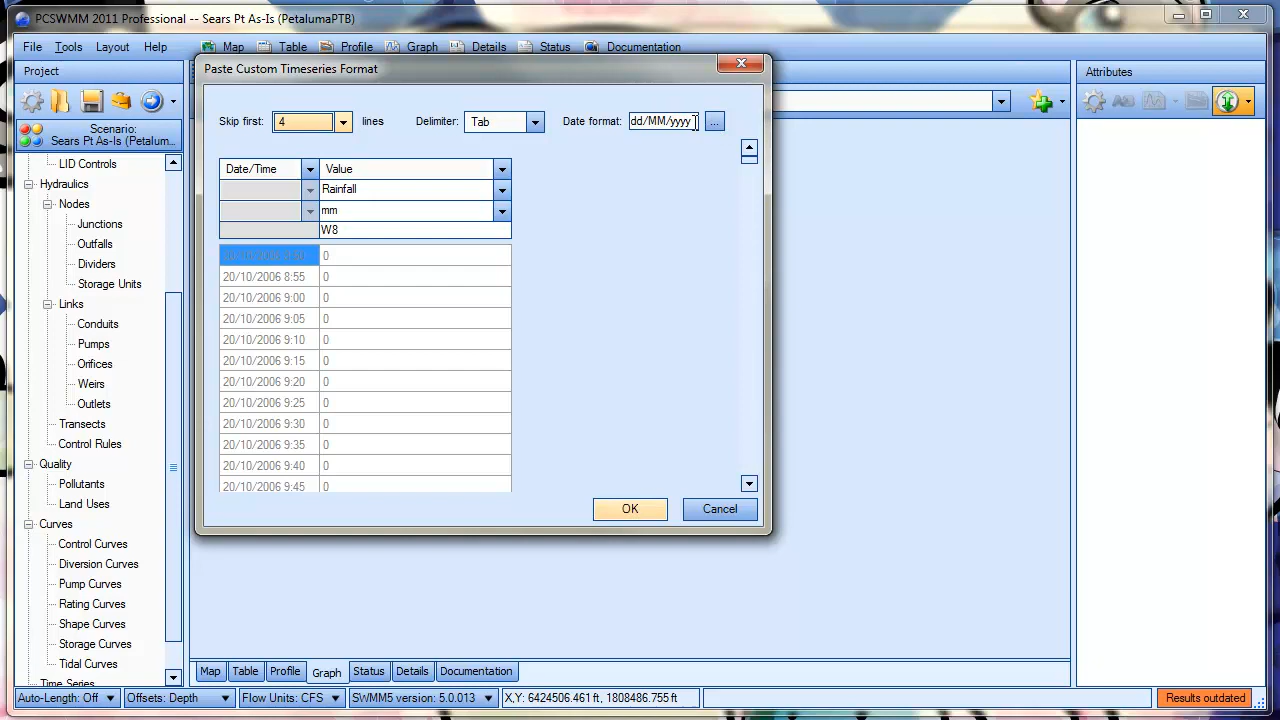 PCSWMM 2011 Professional -- Sears Pt As-Is (PetalumaPTB)
File Tools Layout Help Map Table Profile Graph Details Status Documentation
Project
Scenario:
Sears Pt As-Is (Petalum...
LID Controls
Hydraulics
Nodes
Junctions
Outfalls
Dividers
Storage Units
Links
Conduits
Pumps
Orifices
Weirs
Outlets
Transects
Control Rules
Quality
Pollutants
Land Uses
Curves
Control Curves
Diversion Curves
Pump Curves
Rating Curves
Shape Curves
Storage Curves
Tidal Curves
Time Series
Paste Custom Timeseries Format
Skip first: 4 lines Delimiter: Tab Date format: dd/MM/yyyy ...
Date/Time Value
Rainfall
mm
W8
0
20/10/2006 8:55 0
20/10/2006 9:00 0
20/10/2006 9:05 0
20/10/2006 9:10 0
20/10/2006 9:15 0
20/10/2006 9:20 0
20/10/2006 9:25 0
20/10/2006 9:30 0
20/10/2006 9:35 0
20/10/2006 9:40 0
20/10/2006 9:45 0
OK Cancel
Attributes
Map Table Profile Graph Status Details Documentation
Auto-Length: Off Offsets: Depth Flow Units: CFS SWMM5 version: 5.0.013 X,Y: 6424506.461 ft, 1808486.755 ft Results outdated